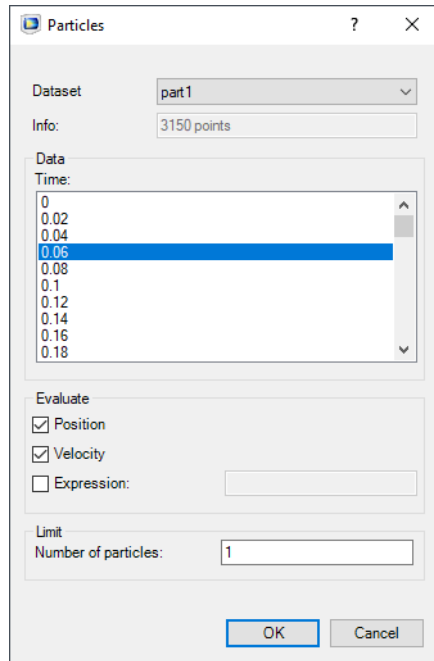 Particles ?
Dataset part1
Info: 3150 points
Data
Time:
0
0.02
0.04
0.06
0.08
0.1
0.12
0.14
0.16
0.18
Evaluate
Position
Velocity
Expression:
Limit
Number of particles: 1
OK Cancel